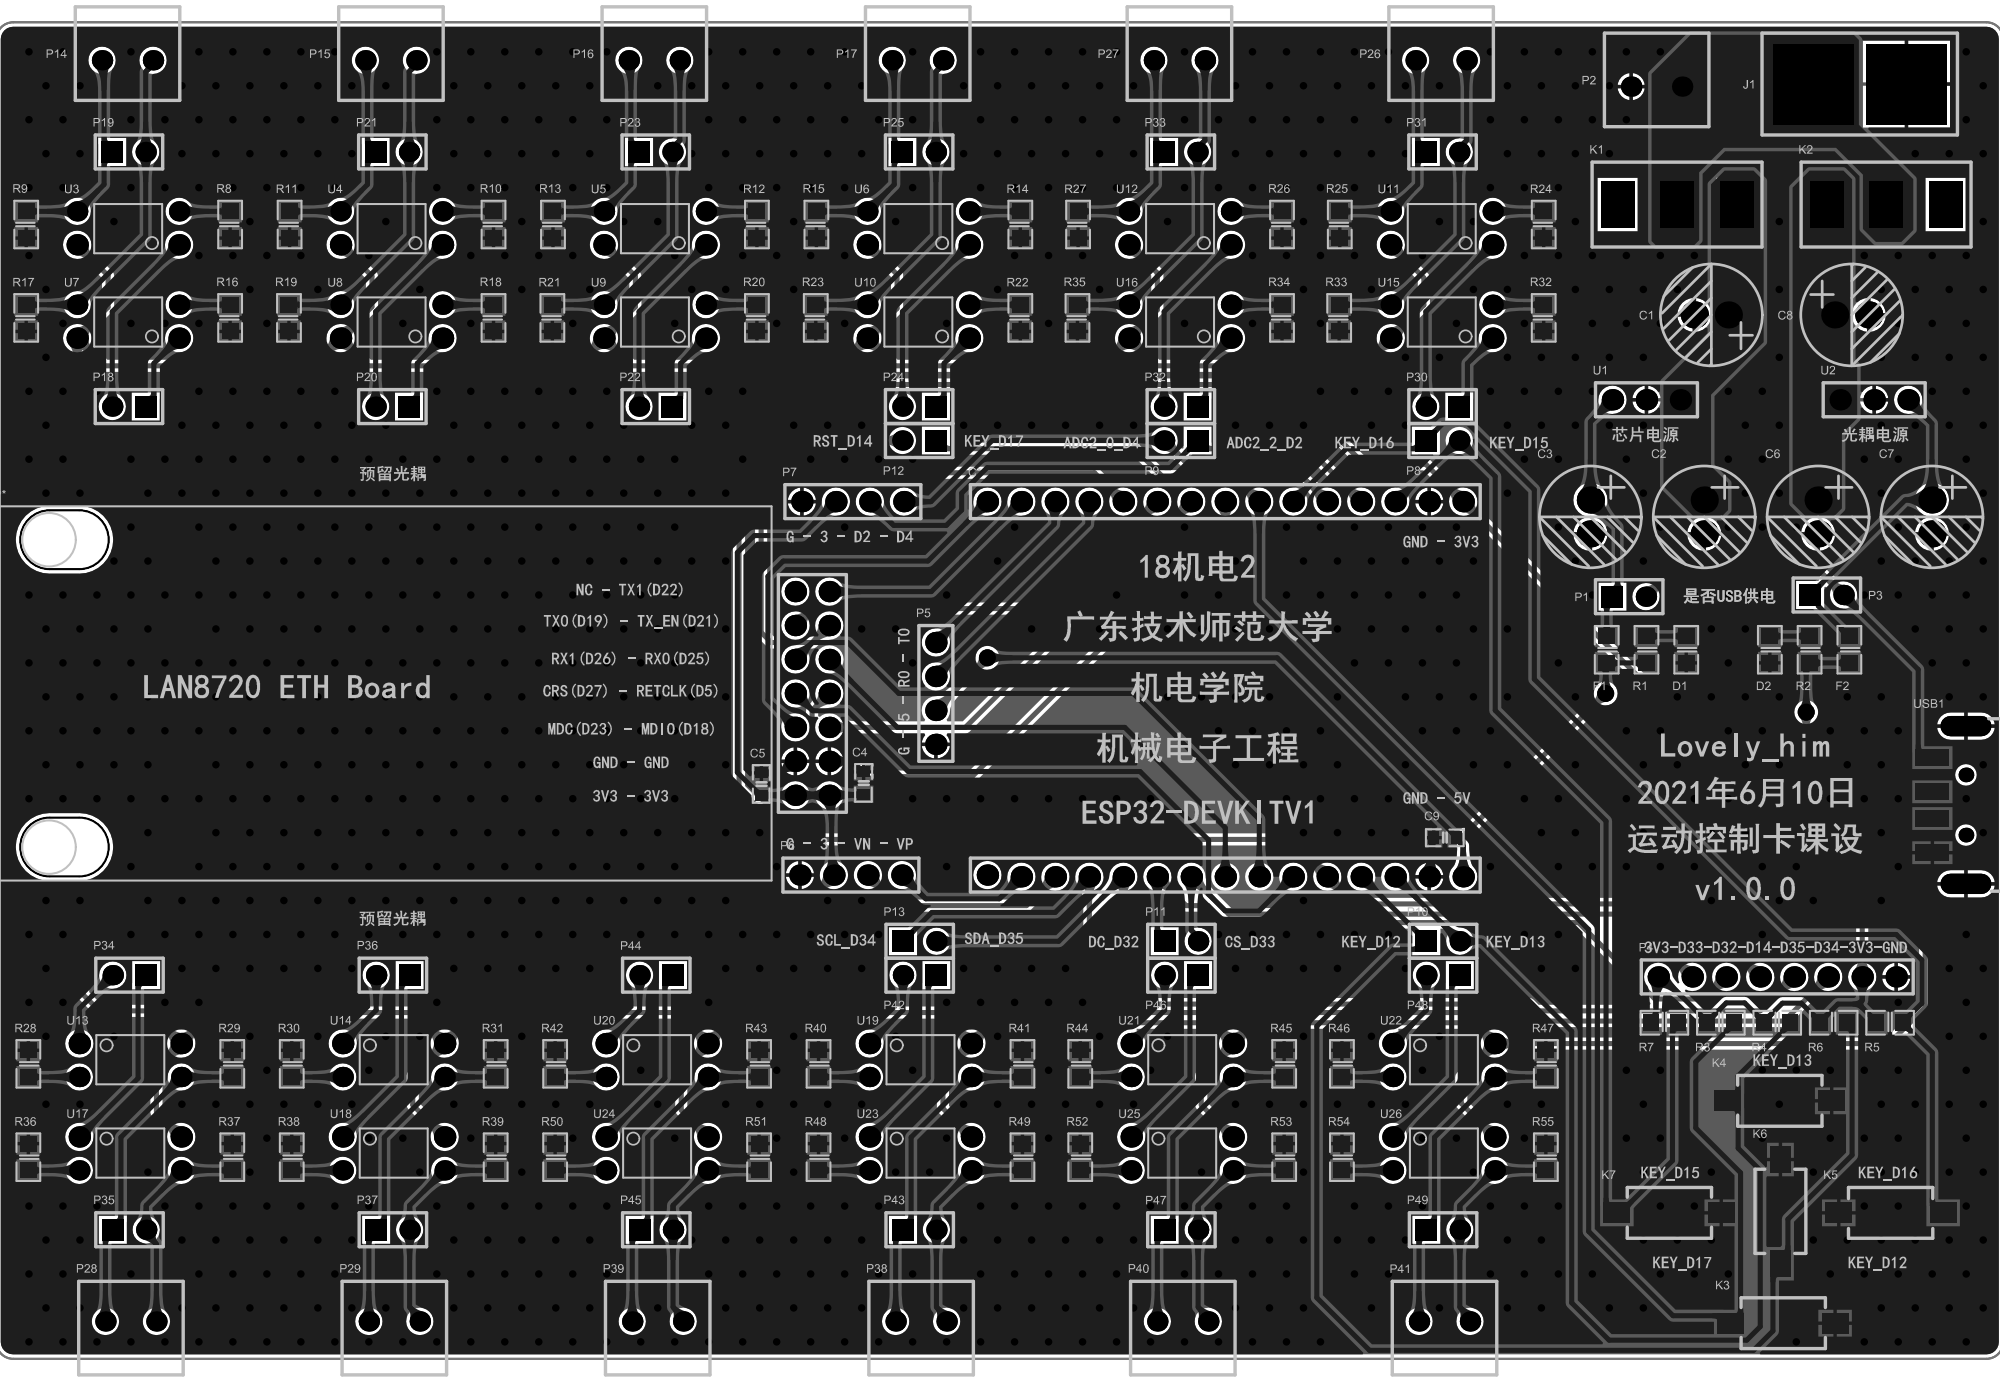 P14 P15 P16 P17 P27 P26 P2 J1
P19 P21 P23 P25 P33 P31 K1 K2
R9 U3 R8 R11 U4 R10 R13 U5 R12 R15 U6 R14 R27 U12 R26 R25 U11 R24
R17 U7 R16 R19 U8 R18 R21 U9 R20 R23 U10 R22 R35 U16 R34 R33 U15 R32
C1 C8
P18 P20 P22 P24 P32 P30 U1 U2
RST_D14 KEY_D17 ADC2_0_D4 ADC2_2_D2 KEY_D16 KEY_D15 芯片电源 光耦电源
预留光耦 P7 P12 P9 P8 C3 C2 C6 C7
G - 3 - D2 - D4 GND - 3V3
18机电2
NC - TX1(D22) P1 是否USB供电 P3
TX0(D19) - TX_EN(D21) P5 广东技术师范大学
RX1(D26) - RX0(D25)
LAN8720 ETH Board CRS(D27) - RETCLK(D5) 机电学院 R1 D1 D2 R2 F2
G - 5 - R0 - T0
USB1
MDC(D23) - MDIO(D18) 机械电子工程 Lovely_him
GND - GND C5 C4
3V3 - 3V3 ESP32-DEVKITV1 GND - 5V 2021年6月10日
C9 运动控制卡课设
G - 3 - VN - VP
v1.0.0
预留光耦 P13 P11 P10
P34 P36 P44 SCL_D34 SDA_D35 DC_D32 CS_D33 KEY_D12 KEY_D13 3V3-D33-D32-D14-D35-D34-3V3-GND
P42 P46 P48
R28 U13 R29 R30 U14 R31 R42 U20 R43 R40 U19 R41 R44 U21 R45 R46 U22 R47 R7 R3 R4 R6 R5
K4 KEY_D13
R36 U17 R37 R38 U18 R39 R50 U24 R51 R48 U23 R49 R52 U25 R53 R54 U26 R55 K6
K7 KEY_D15 K5 KEY_D16
P35 P37 P45 P43 P47 P49
KEY_D17 KEY_D12
P28 P29 P39 P38 P40 P41 K3